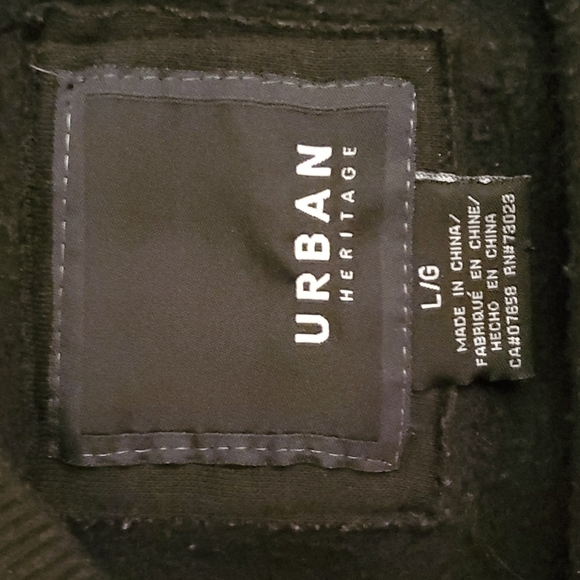 URBAN
HERITAGE
L/G
MADE IN CHINA/
FABRIQUÉ EN CHINE/
HECHO EN CHINA
CA#07658 RN#73023